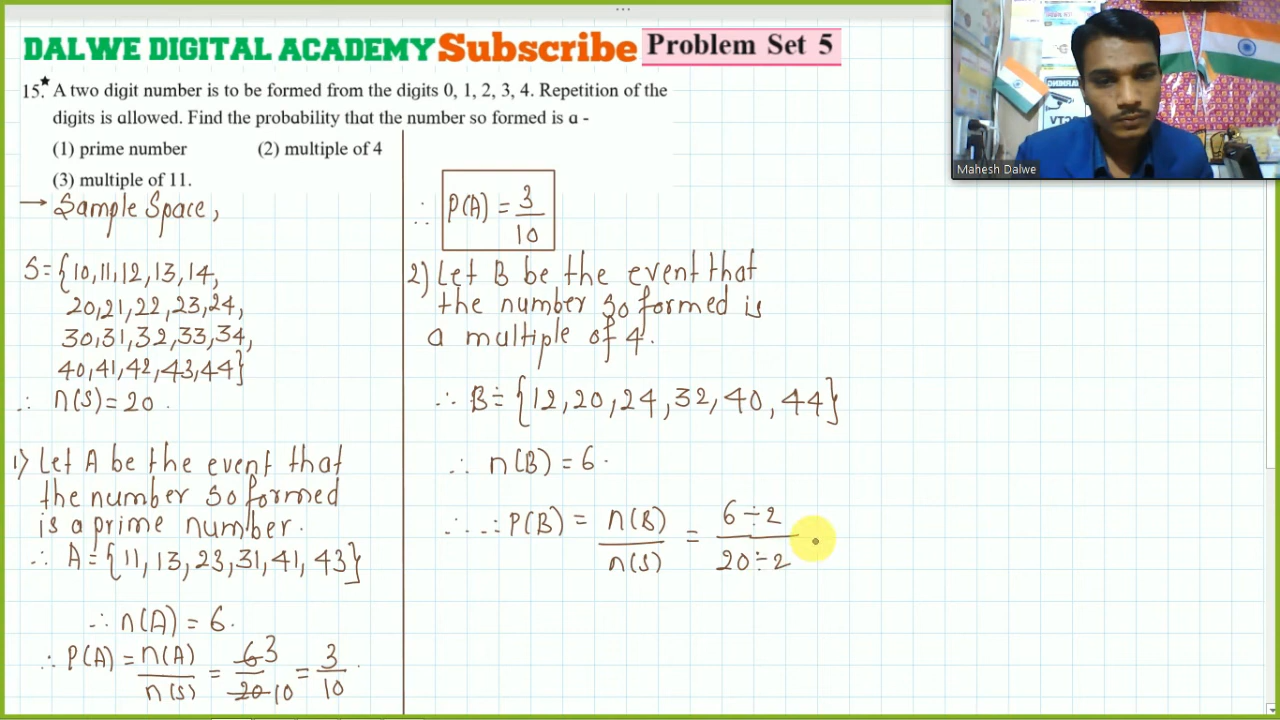 DALWE DIGITAL ACADEMY Subscribe Problem Set 5
15.* A two digit number is to be formed from the digits 0, 1, 2, 3, 4. Repetition of the
digits is allowed. Find the probability that the number so formed is a -
(1) prime number (2) multiple of 4
(3) multiple of 11.
→ Sample Space,
S={10,11,12,13,14,
20,21,22,23,24,
30,31,32,33,34,
40,41,42,43,44}
∴ n(S)=20.
1) Let A be the event that
the number so formed
is a prime number.
∴ A={11,13,23,31,41,43}
∴ n(A)=6.
∴ P(A)=n(A)/n(S)=6 3/20 10=3/10.
∴ P(A)=3/10
2) Let B be the event that
the number so formed is
a multiple of 4.
∴ B={12,20,24,32,40,44}
∴ n(B)=6.
∴ ∴ P(B)=n(B)/n(S)=6÷2/20÷2
Mahesh Dalwe